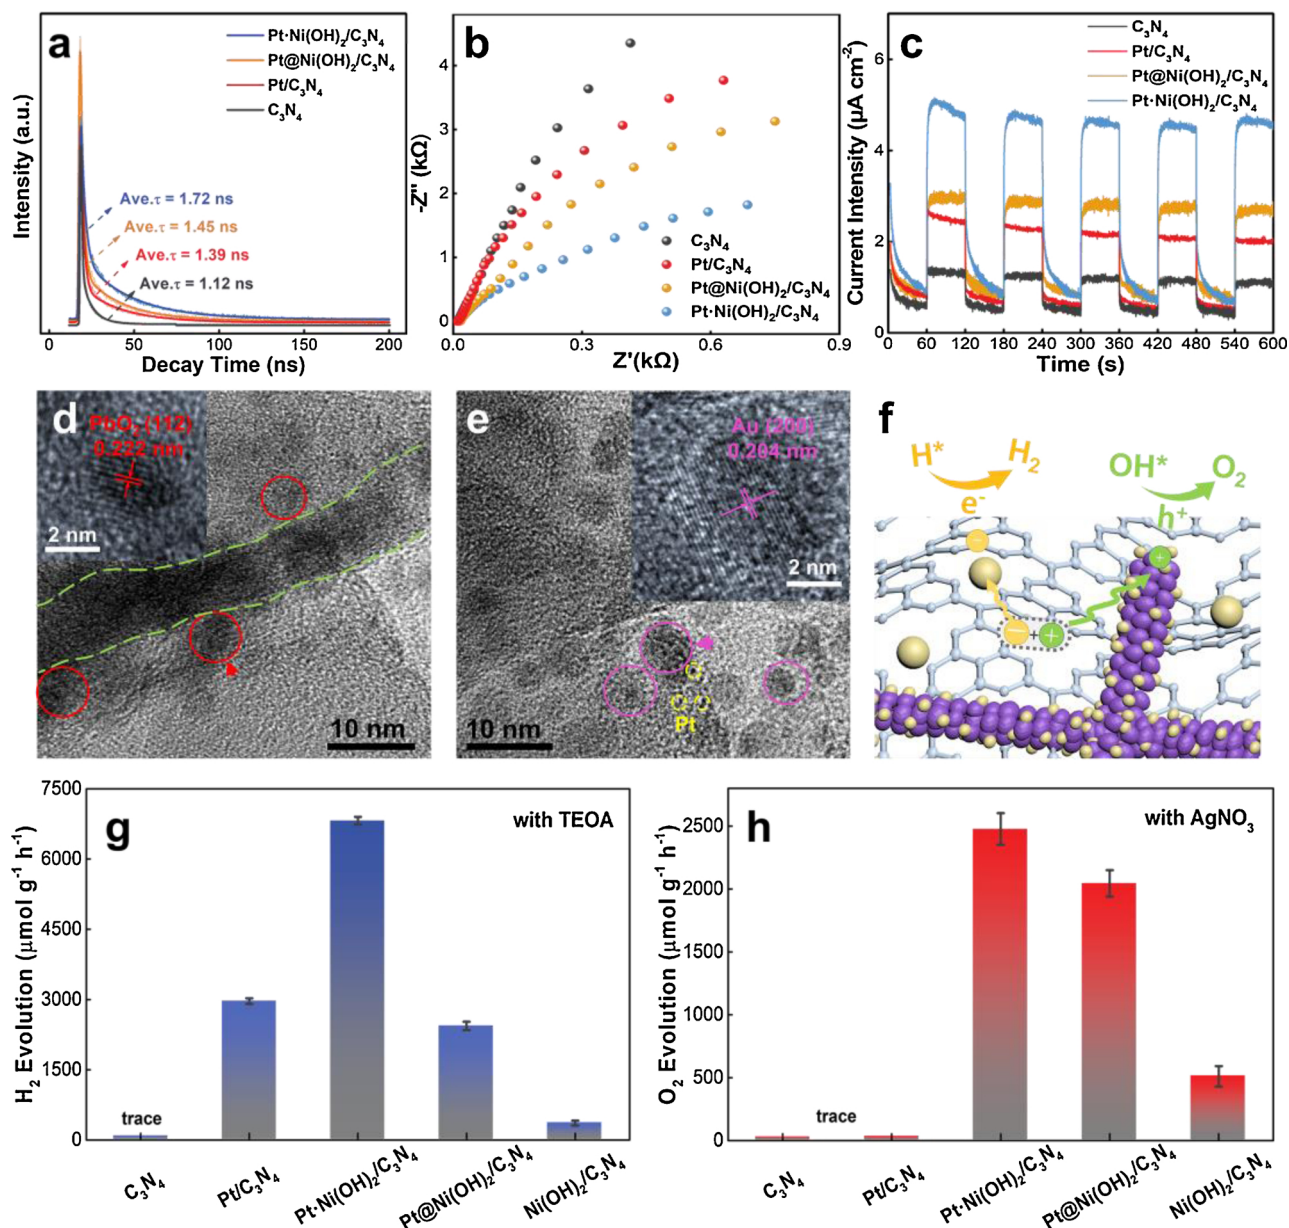 a
Pt·Ni(OH)₂/C₃N₄
Pt@Ni(OH)₂/C₃N₄
Pt/C₃N₄
C₃N₄
Ave.τ = 1.72 ns
Ave.τ = 1.45 ns
Ave.τ = 1.39 ns
Ave.τ = 1.12 ns
Intensity (a.u.)
0 50 100 150 200
Decay Time (ns)
b
-Z'' (kΩ)
4
3
2
1
0
C₃N₄
Pt/C₃N₄
Pt@Ni(OH)₂/C₃N₄
Pt·Ni(OH)₂/C₃N₄
0.0 0.3 0.6 0.9
Z'(kΩ)
c
C₃N₄
Pt/C₃N₄
Pt@Ni(OH)₂/C₃N₄
Pt·Ni(OH)₂/C₃N₄
Current Intensity (μA cm⁻²)
6
4
2
0
0 60 120 180 240 300 360 420 480 540 600
Time (s)
d
PbO₂ (112)
0.222 nm
2 nm
10 nm
e
Au (200)
0.204 nm
2 nm
Pt
10 nm
f
H* H₂
e⁻
OH* O₂
h⁺
− +
− + +
g
with TEOA
H₂ Evolution (μmol g⁻¹ h⁻¹)
7500
6000
4500
3000
1500
0
trace
C₃N₄
Pt/C₃N₄
Pt·Ni(OH)₂/C₃N₄
Pt@Ni(OH)₂/C₃N₄
Ni(OH)₂/C₃N₄
h
with AgNO₃
O₂ Evolution (μmol g⁻¹ h⁻¹)
2500
2000
1500
1000
500
0
trace
C₃N₄
Pt/C₃N₄
Pt·Ni(OH)₂/C₃N₄
Pt@Ni(OH)₂/C₃N₄
Ni(OH)₂/C₃N₄